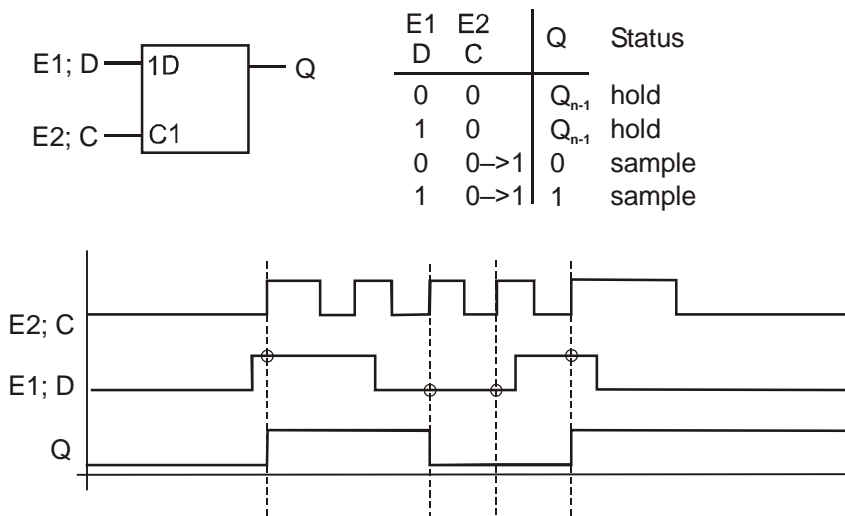 E1; D
1D
Q
E2; C
C1
E1 E2
D C Q Status
0 0 Qn-1 hold
1 0 Qn-1 hold
0 0–>1 0 sample
1 0–>1 1 sample
E2; C
E1; D
Q